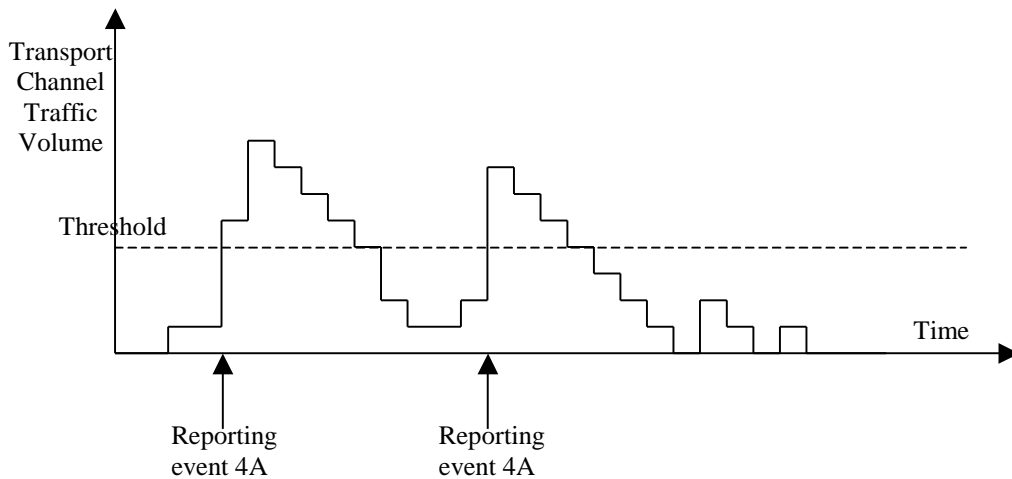 Transport
Channel
Traffic
Volume
Threshold
Time
Reporting
event 4A
Reporting
event 4A